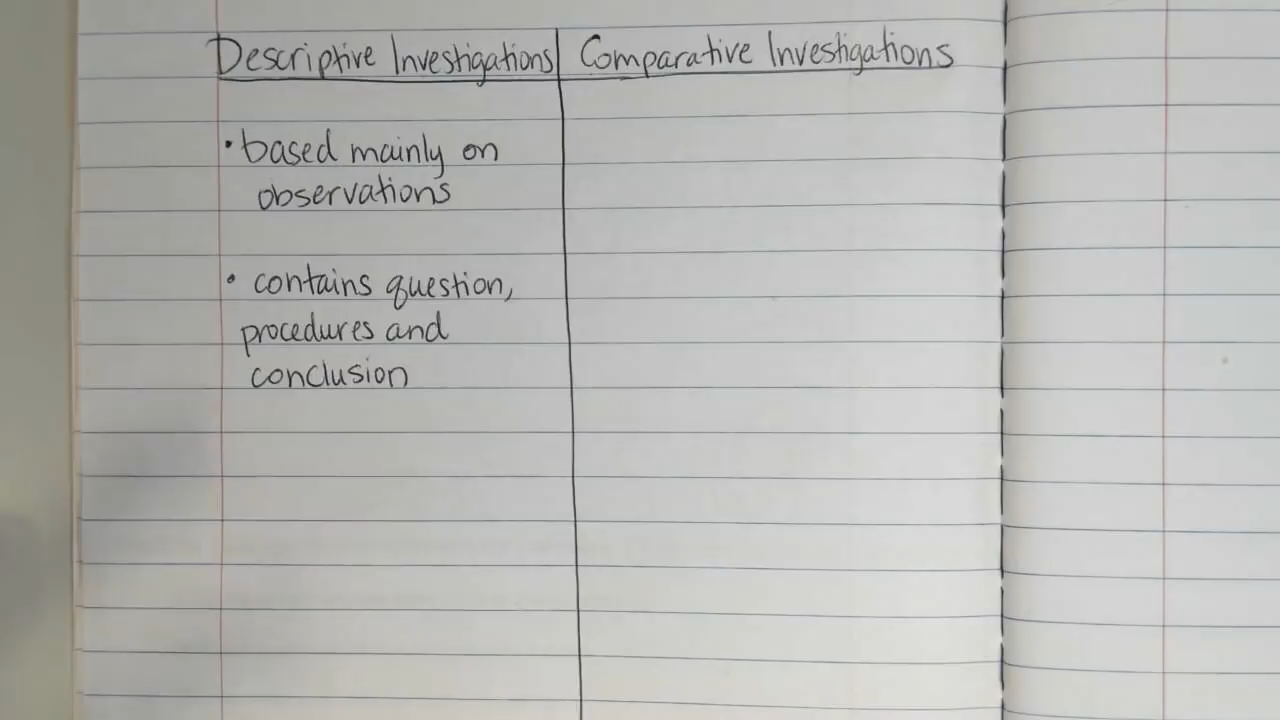 Descriptive Investigations
Comparative Investigations
• based mainly on
observations
• contains question,
procedures and
conclusion